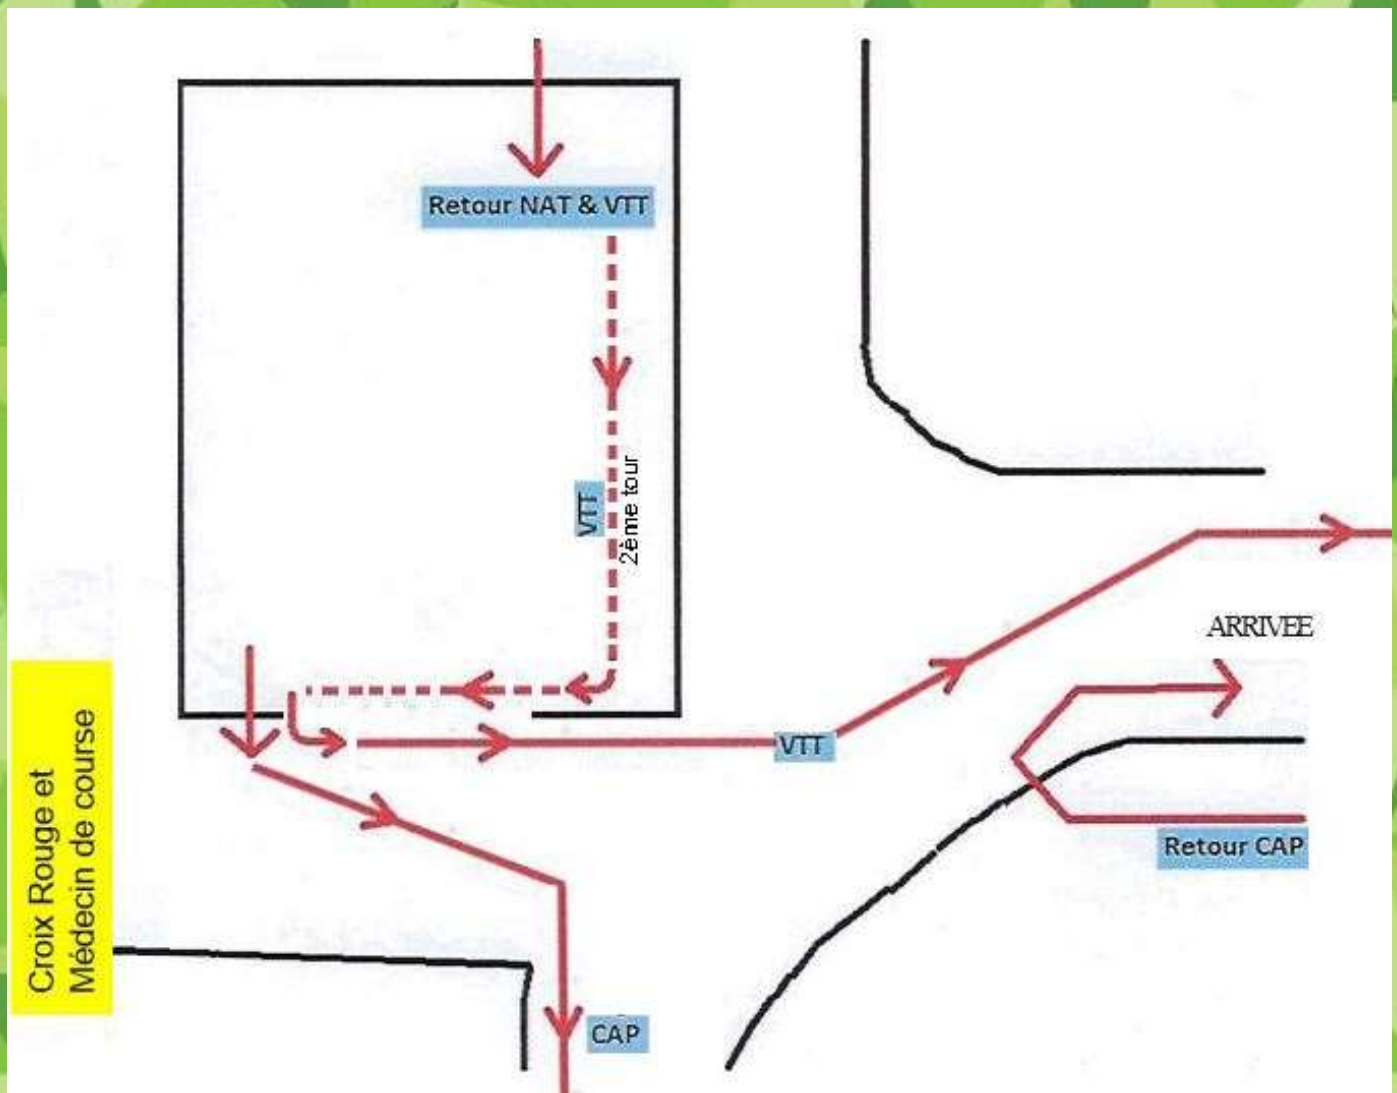 Retour NAT & VTT
VTT
2ème tour
ARRIVEE
VTT
Retour CAP
Croix Rouge et
Médecin de course
CAP